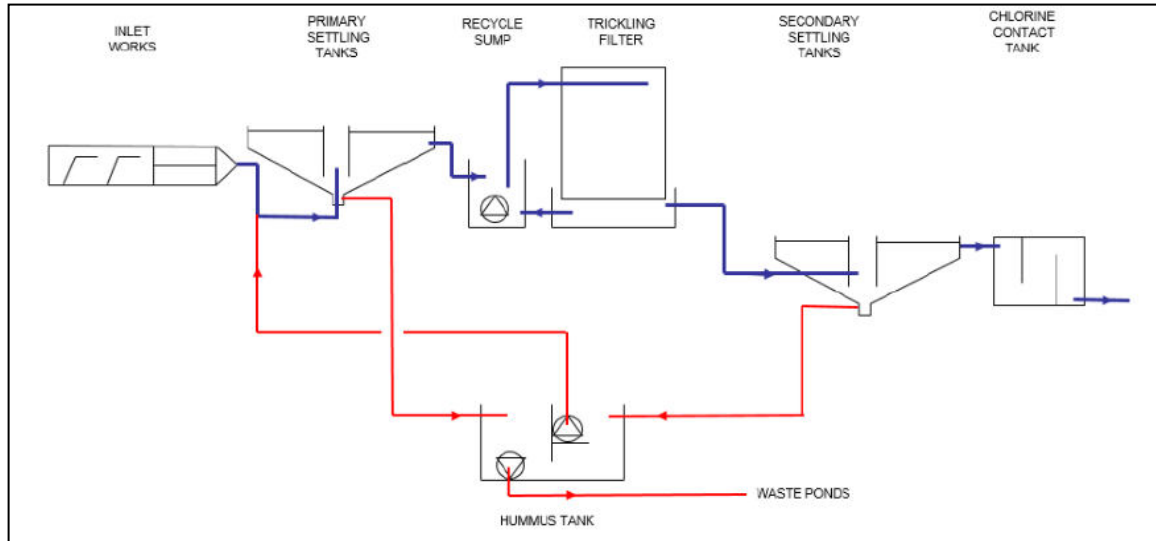 INLET
WORKS
PRIMARY
SETTLING
TANKS
RECYCLE
SUMP
TRICKLING
FILTER
SECONDARY
SETTLING
TANKS
CHLORINE
CONTACT
TANK
WASTE PONDS
HUMMUS TANK